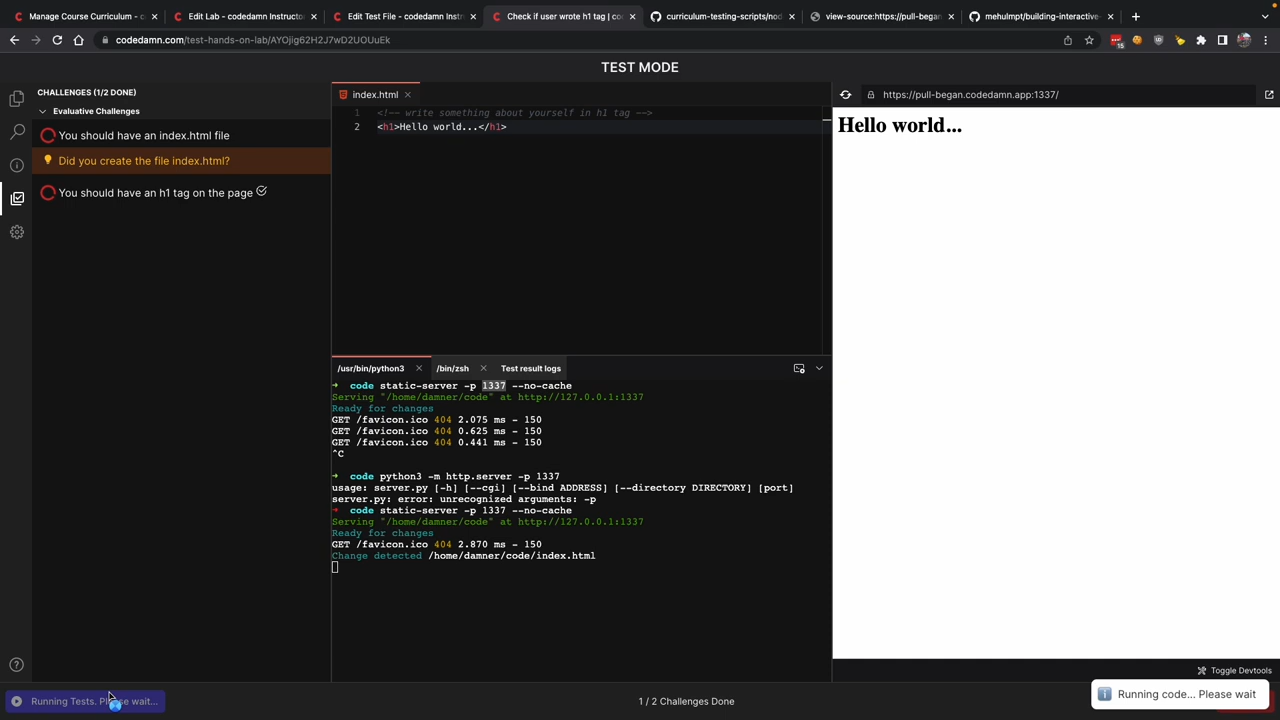 Manage Course Curriculum - c
Edit Lab - codedamn Instructo
Edit Test File - codedamn Inst
Check if user wrote h1 tag | co
curriculum-testing-scripts/nod
view-source:https://pull-began.
mehulmpt/building-interactive-
codedamn.com/test-hands-on-lab/AYOjig62H2J7wD2UOUuEk
15
TEST MODE
CHALLENGES (1/2 DONE)
Evaluative Challenges
You should have an index.html file
Did you create the file index.html?
You should have an h1 tag on the page
index.html
1 <!-- write something about yourself in h1 tag -->
2 <h1>Hello world...</h1>
https://pull-began.codedamn.app:1337/
Hello world...
/usr/bin/python3
/bin/zsh
Test result logs
➜ code static-server -p 1337 --no-cache
Serving "/home/damner/code" at http://127.0.0.1:1337
Ready for changes
GET /favicon.ico 404 2.075 ms - 150
GET /favicon.ico 404 0.625 ms - 150
GET /favicon.ico 404 0.441 ms - 150
^C
➜ code python3 -m http.server -p 1337
usage: server.py [-h] [--cgi] [--bind ADDRESS] [--directory DIRECTORY] [port]
server.py: error: unrecognized arguments: -p
➜ code static-server -p 1337 --no-cache
Serving "/home/damner/code" at http://127.0.0.1:1337
Ready for changes
GET /favicon.ico 404 2.870 ms - 150
Change detected /home/damner/code/index.html
Toggle Devtools
Running Tests. Please wait...
1 / 2 Challenges Done
Running code... Please wait